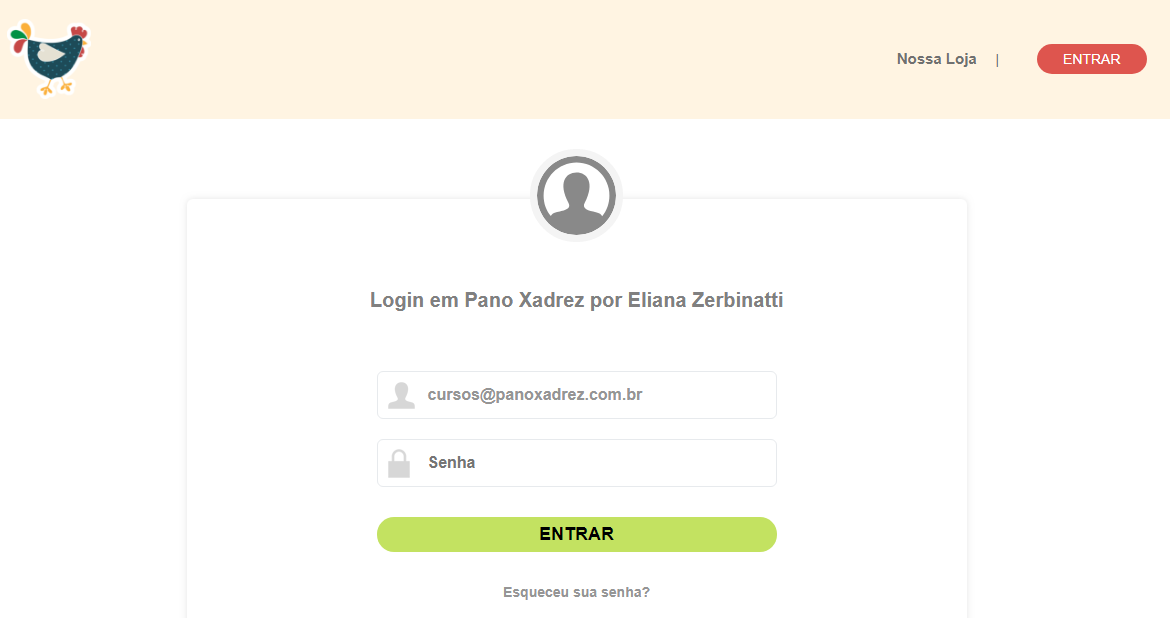 Nossa Loja | ENTRAR
Login em Pano Xadrez por Eliana Zerbinatti
cursos@panoxadrez.com.br
Senha
ENTRAR
Esqueceu sua senha?